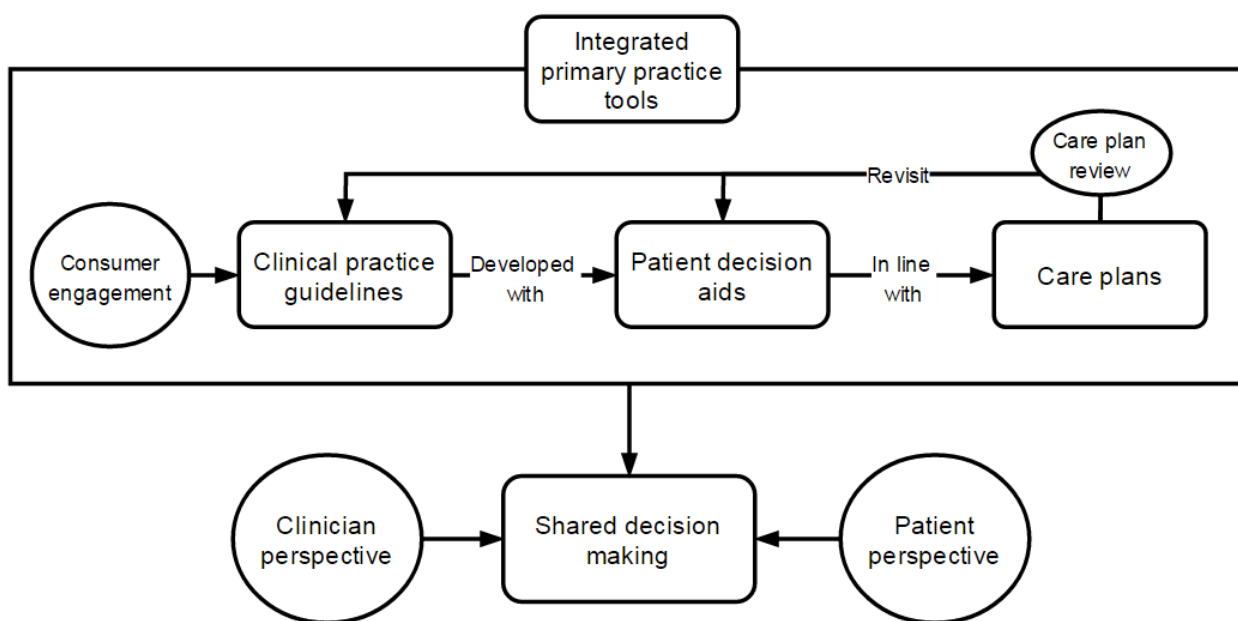 Integrated
primary practice
tools
Care plan
review
Revisit
Consumer
engagement
Clinical practice
guidelines
Developed
with
Patient decision
aids
In line
with
Care plans
Clinician
perspective
Shared decision
making
Patient
perspective